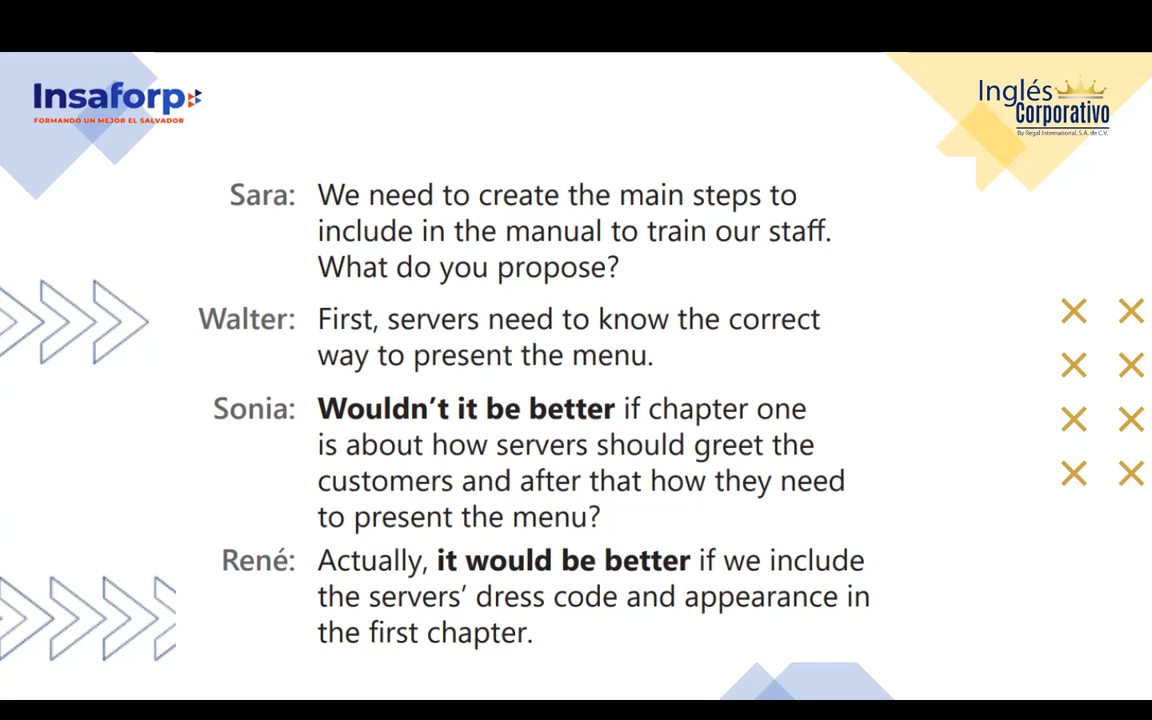 Insaforp
FORMANDO UN MEJOR EL SALVADOR
Inglés
Corporativo
By Regal International, S.A. de C.V.
Sara: We need to create the main steps to
include in the manual to train our staff.
What do you propose?
Walter: First, servers need to know the correct
way to present the menu.
Sonia: Wouldn’t it be better if chapter one
is about how servers should greet the
customers and after that how they need
to present the menu?
René: Actually, it would be better if we include
the servers’ dress code and appearance in
the first chapter.